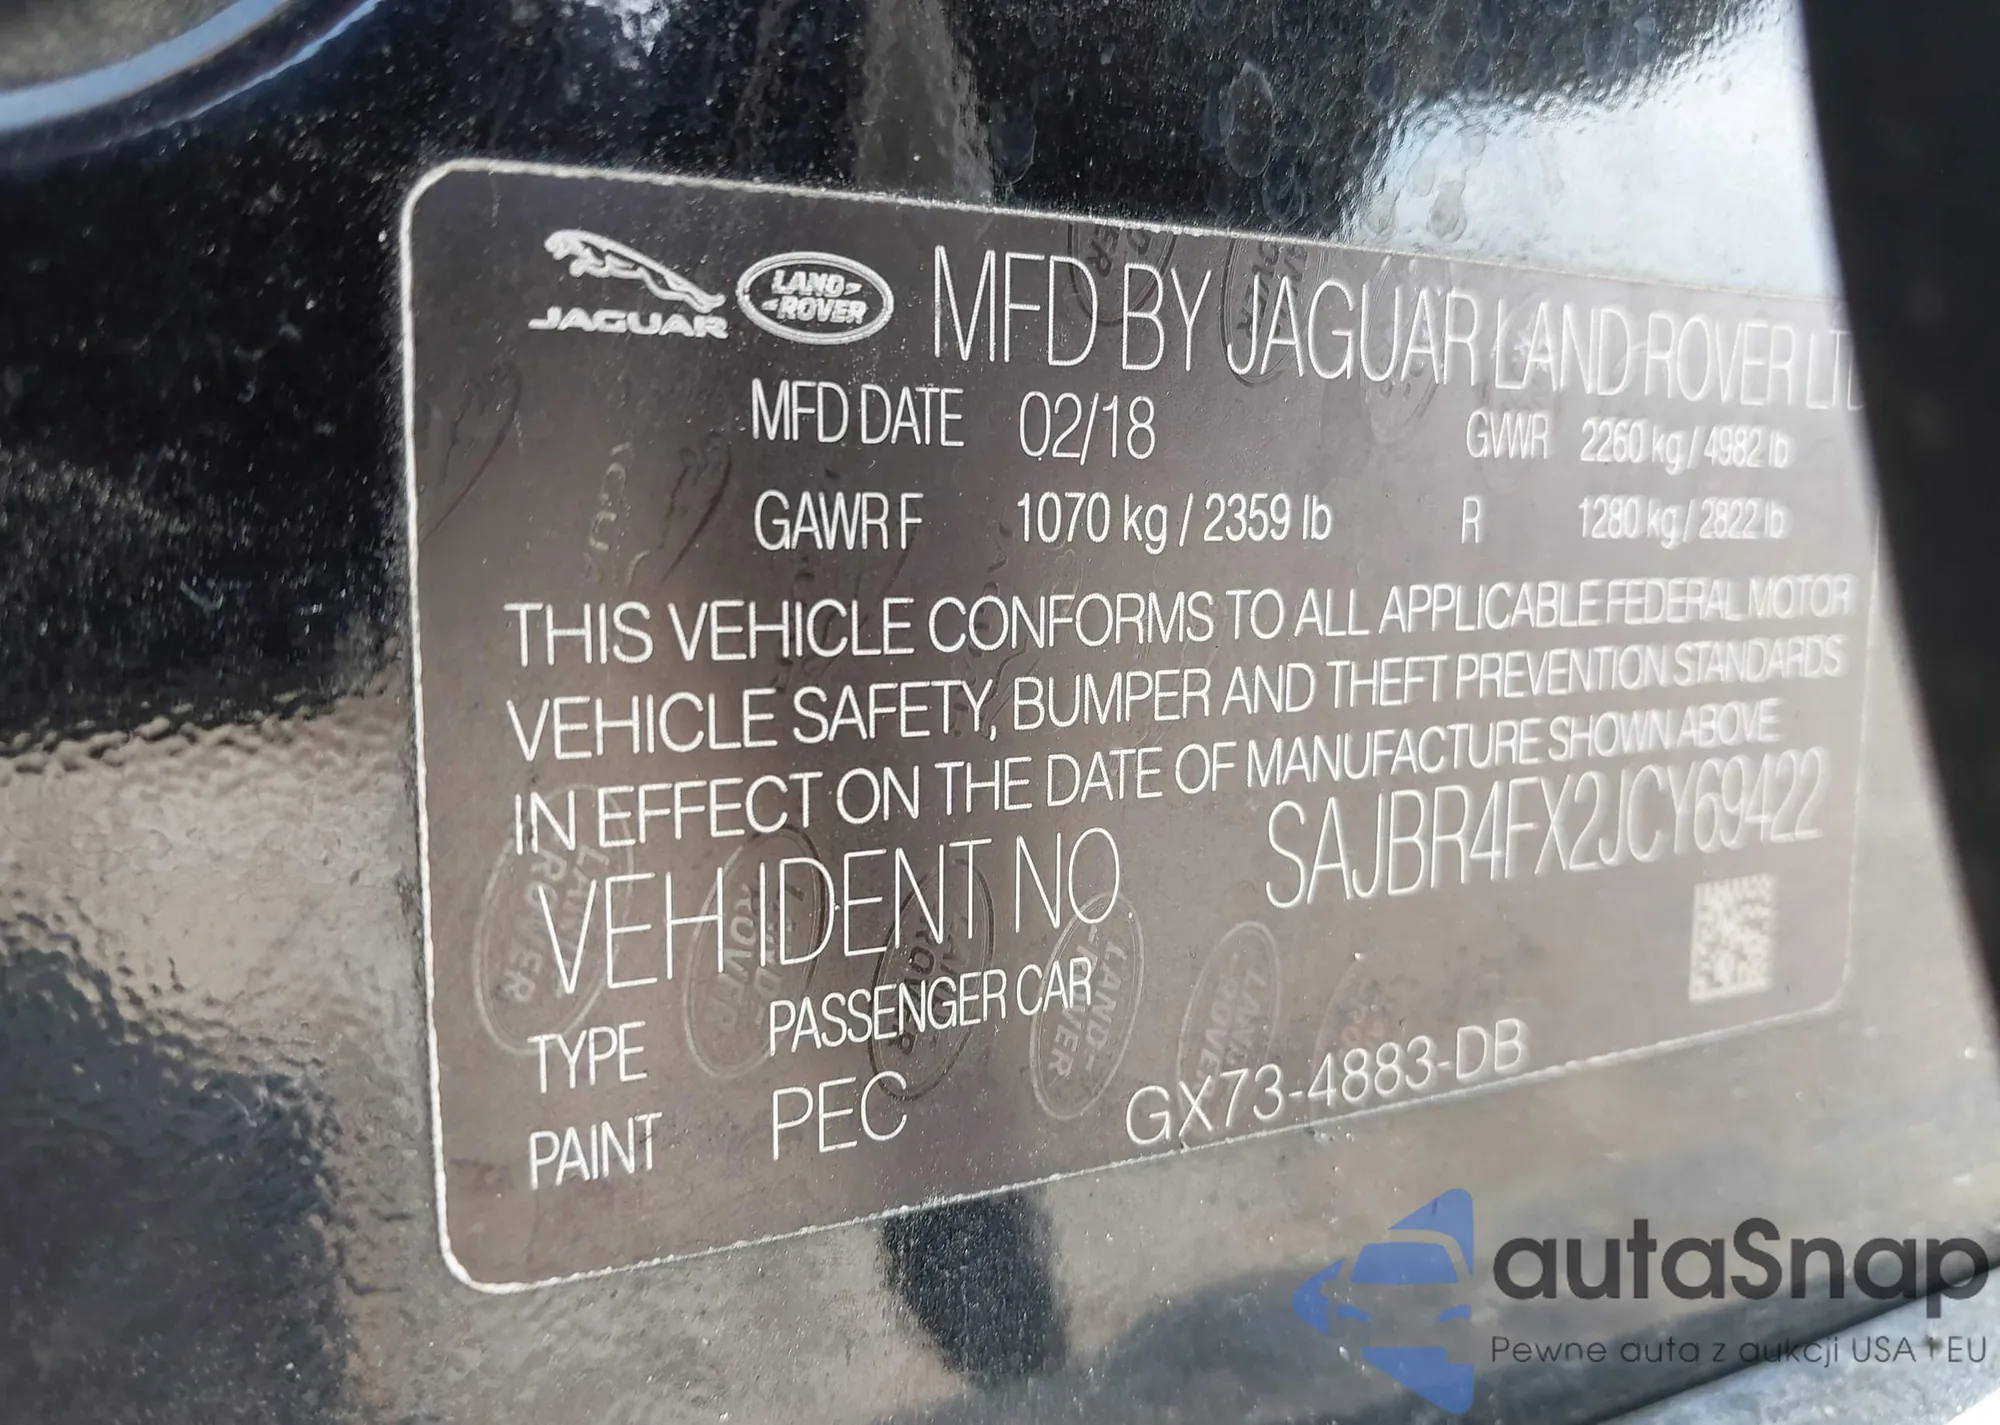 JAGUAR LAND ROVER MFD BY JAGUAR LAND ROVER LTD
MFD DATE 02/18 GVWR 2260 kg / 4982 lb
GAWR F 1070 kg / 2359 lb R 1280 kg / 2822 lb
THIS VEHICLE CONFORMS TO ALL APPLICABLE FEDERAL MOTOR
VEHICLE SAFETY, BUMPER AND THEFT PREVENTION STANDARDS
IN EFFECT ON THE DATE OF MANUFACTURE SHOWN ABOVE
VEH IDENT NO SAJBR4FX2JCY69422
TYPE PASSENGER CAR
PAINT PEC GX73-4883-DB
autaSnap
Pewne auta z aukcji USA i EU